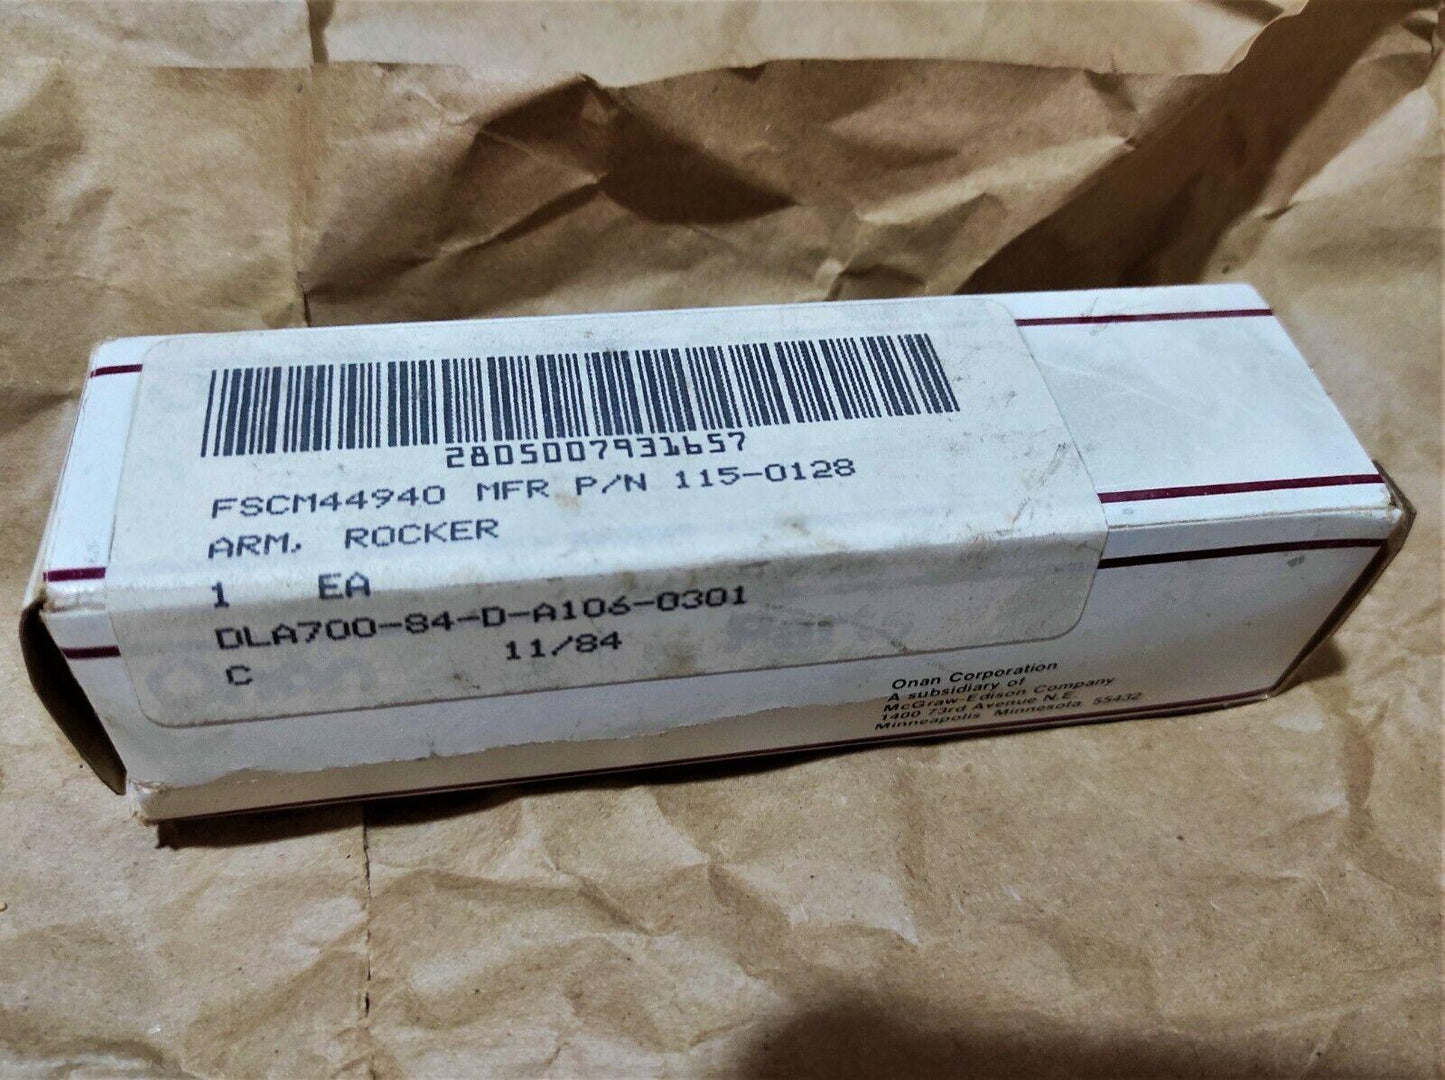 2805007931657
FSCM44940 MFR P/N 115-0128
ARM, ROCKER
1 EA
DLA700-84-D-A106-0301
C 11/84
Onan Corporation
A subsidiary of
McGraw-Edison Company
1400 73rd Avenue N.E.
Minneapolis Minnesota 55432